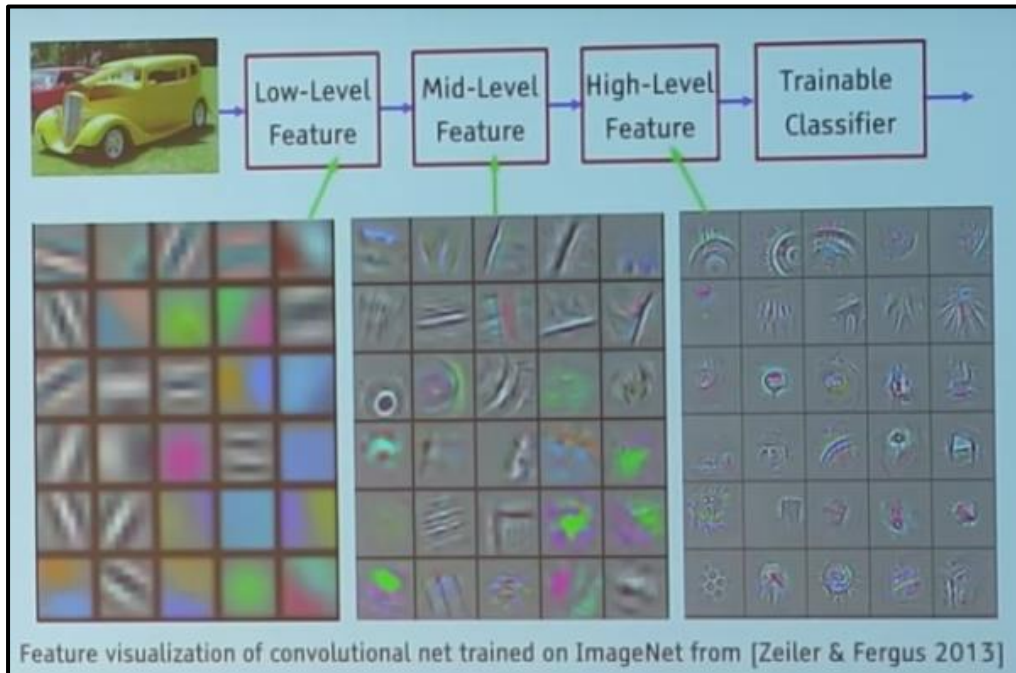 Low-Level
Feature
Mid-Level
Feature
High-Level
Feature
Trainable
Classifier
Feature visualization of convolutional net trained on ImageNet from [Zeiler & Fergus 2013]